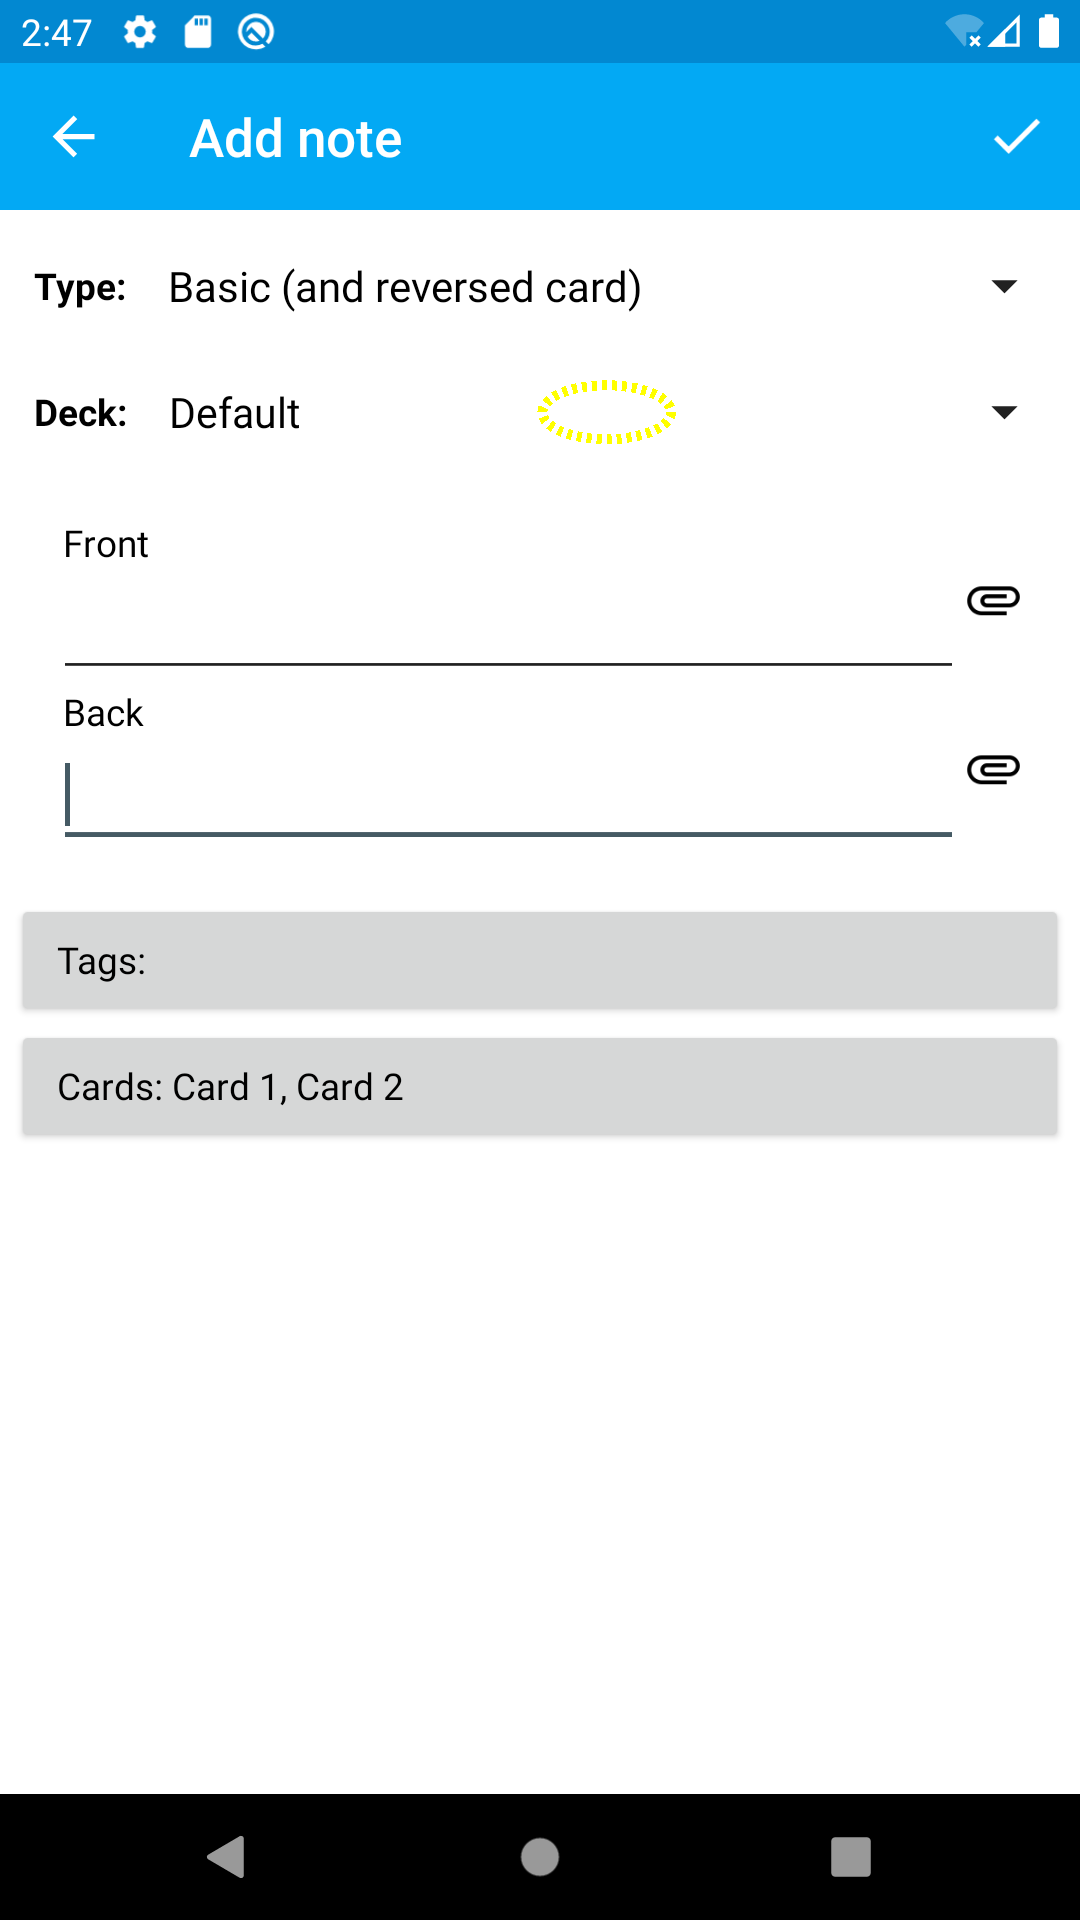 2:47
Add note
Type: Basic (and reversed card)
Deck: Default
Front
Back
Tags:
Cards: Card 1, Card 2